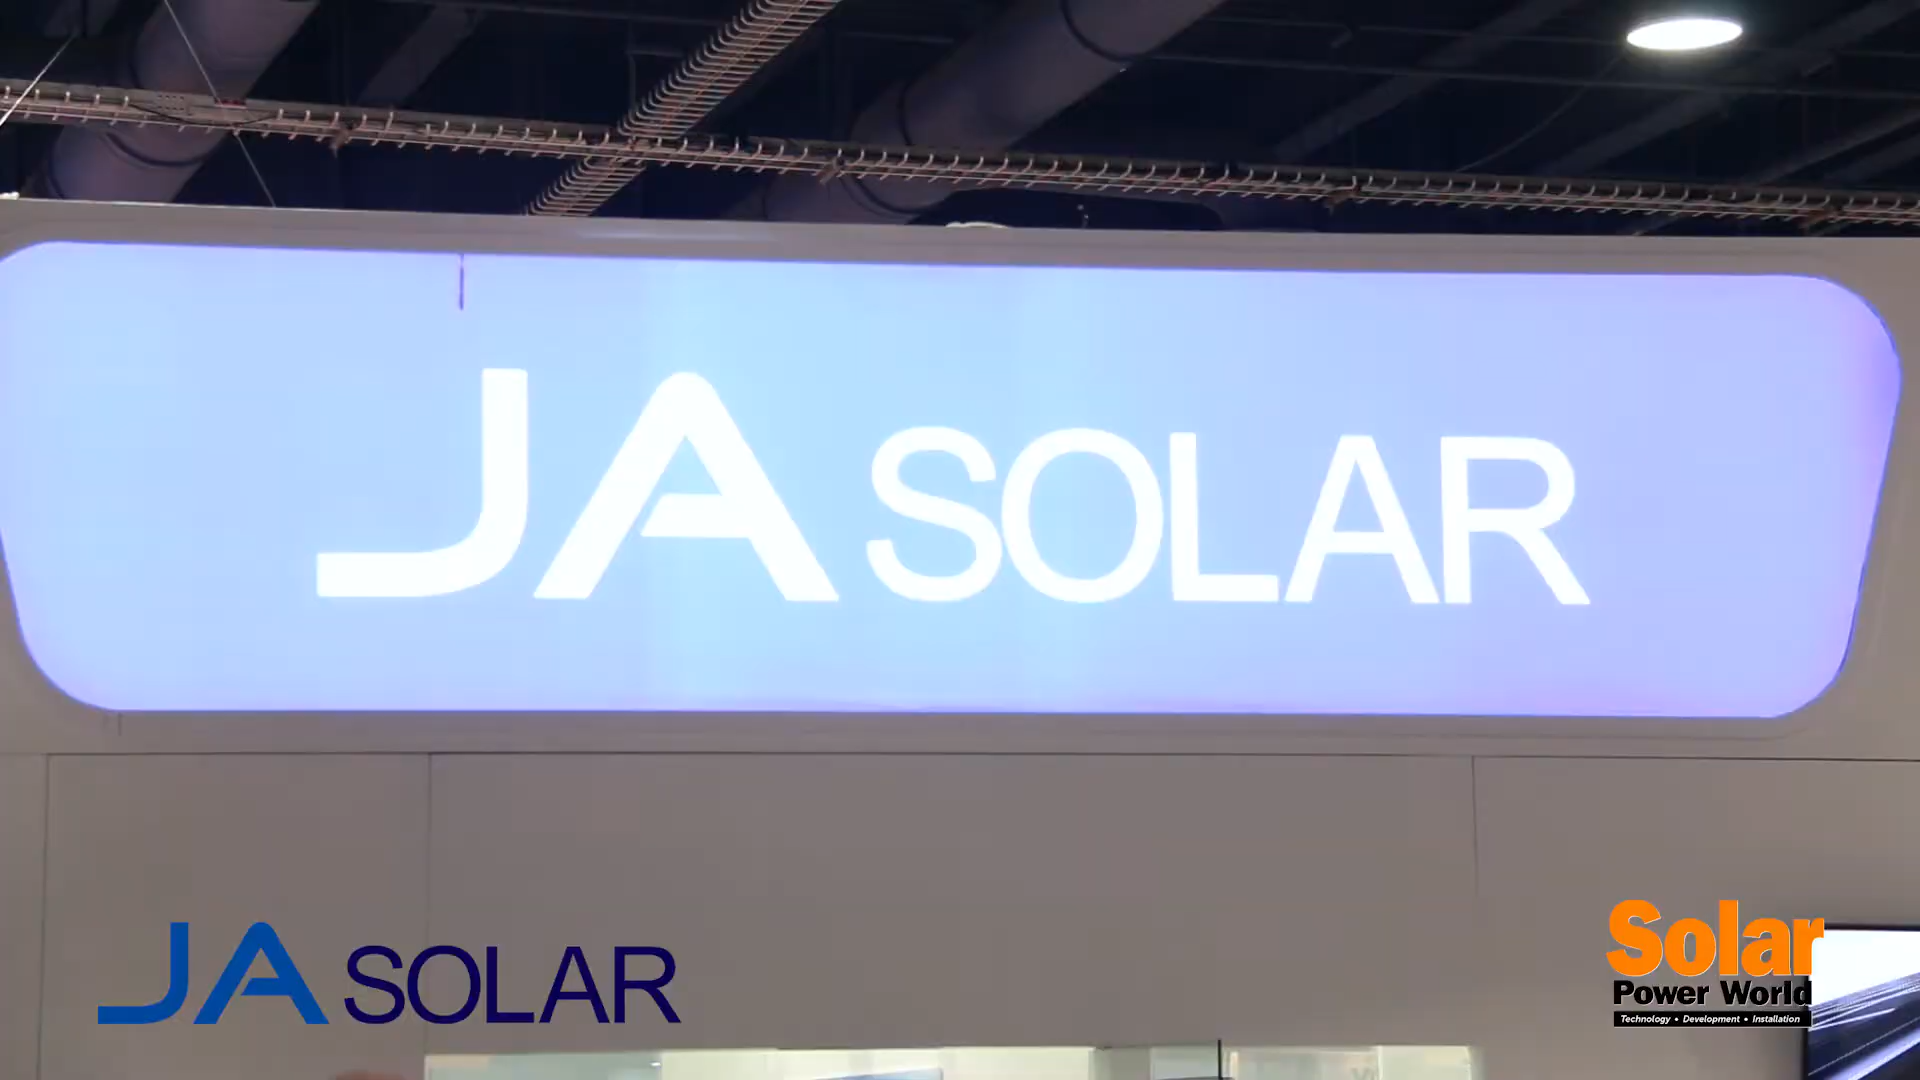 JA SOLAR
JA SOLAR
Solar
Power World
Technology • Development • Installation